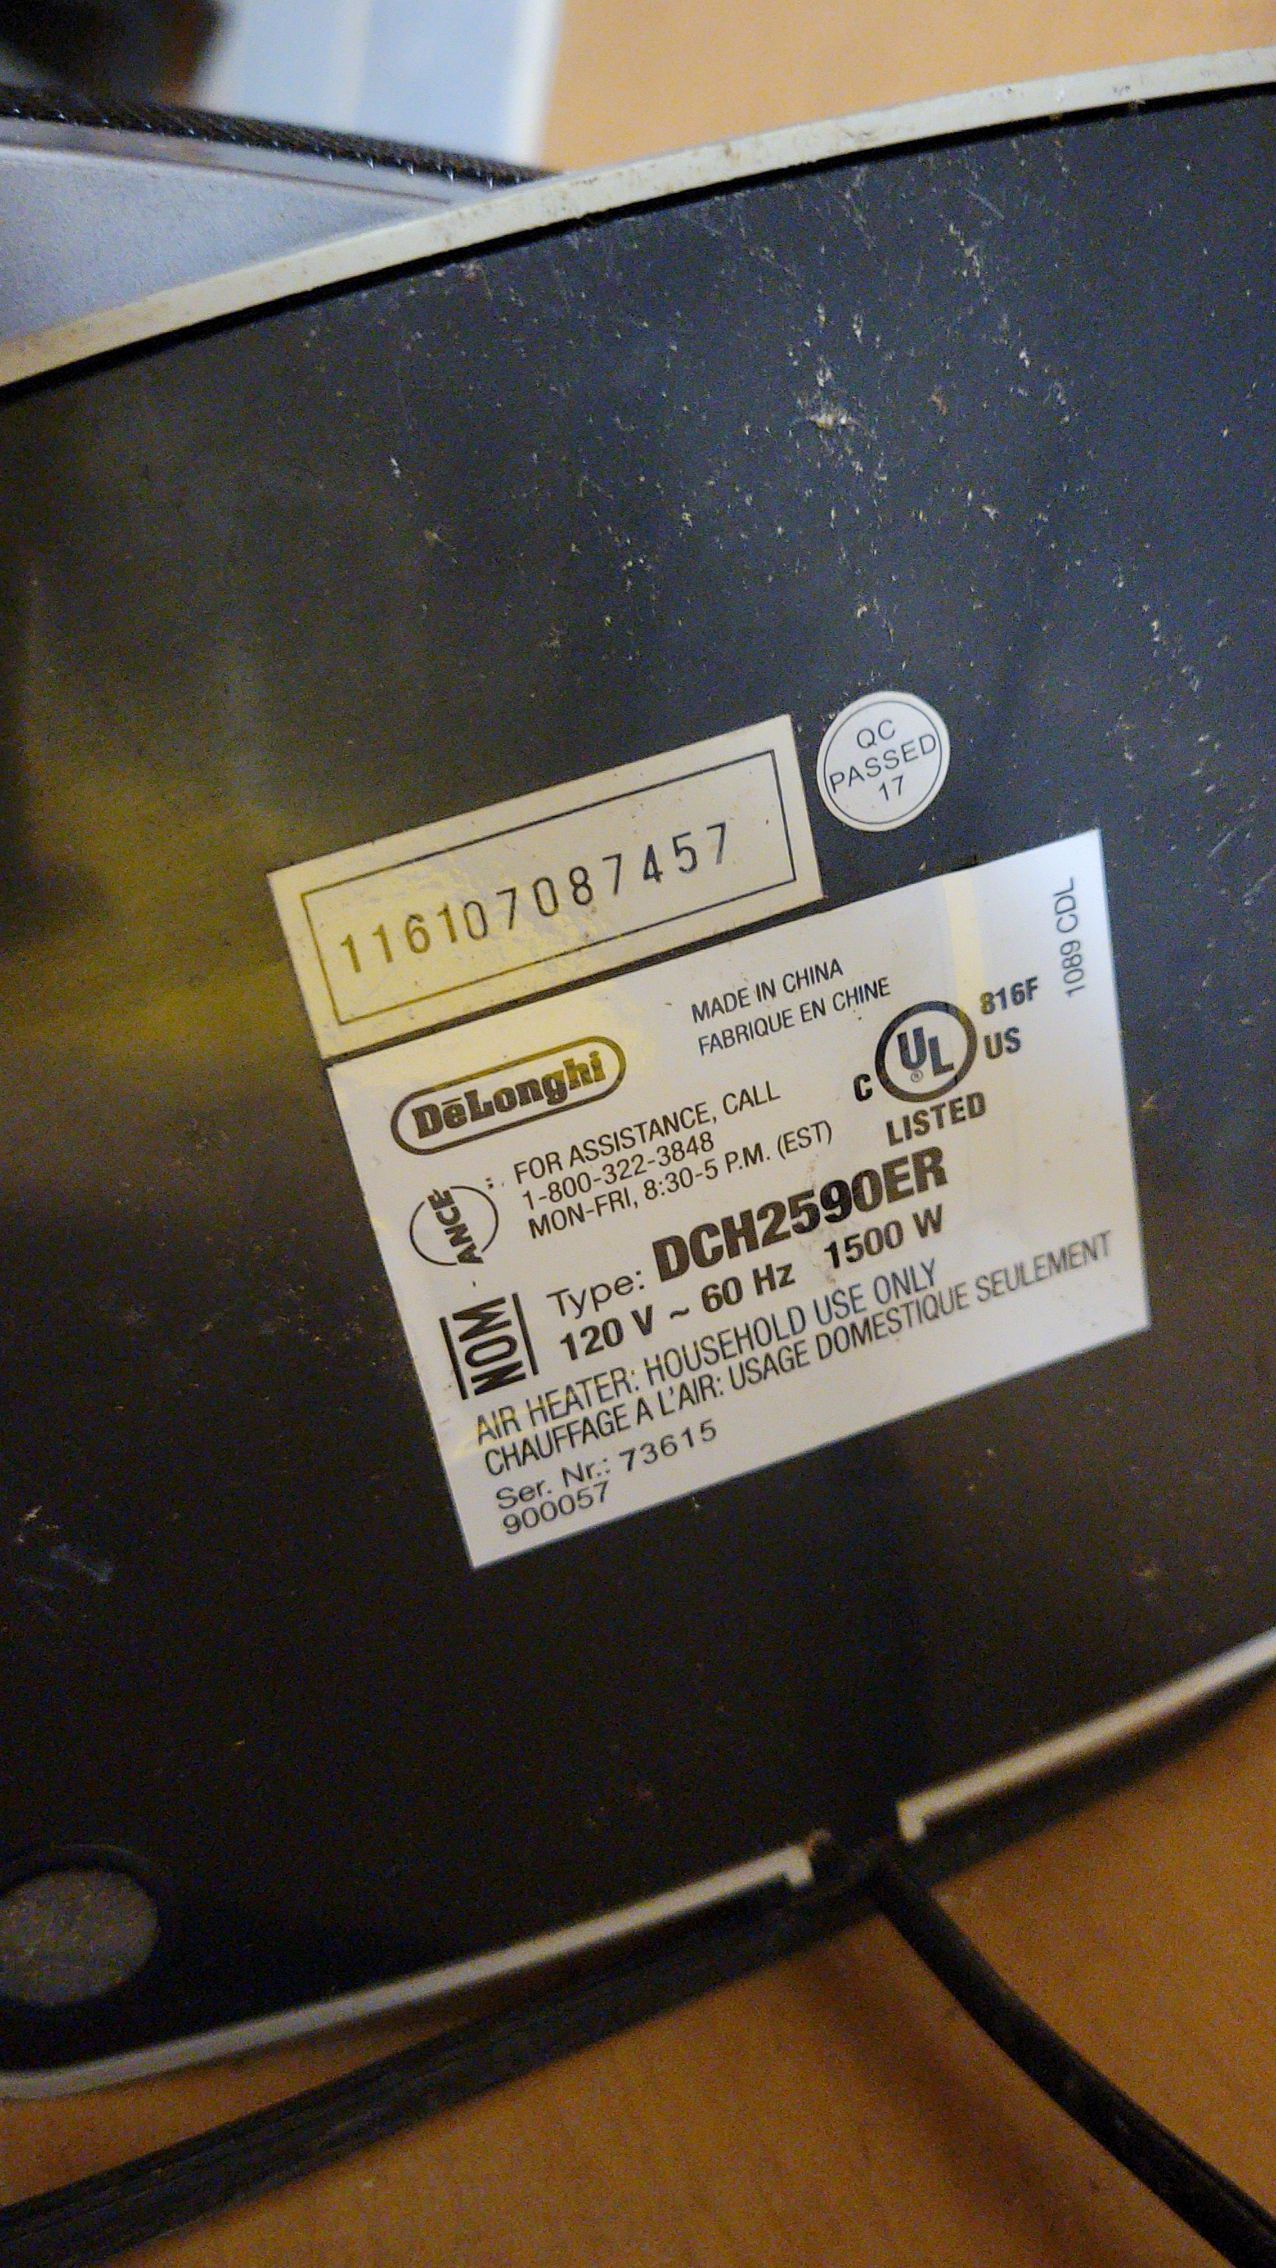 QC
PASSED
17
116107087457
MADE IN CHINA
FABRIQUE EN CHINE
1089 CDL
DeLonghi
C UL ® US
816F
LISTED
ANCE
FOR ASSISTANCE, CALL
1-800-322-3848
MON-FRI, 8:30-5 P.M. (EST)
NOM
Type: DCH2590ER
120 V ~ 60 Hz 1500 W
AIR HEATER: HOUSEHOLD USE ONLY
CHAUFFAGE A L'AIR: USAGE DOMESTIQUE SEULEMENT
Ser. Nr.: 73615
900057